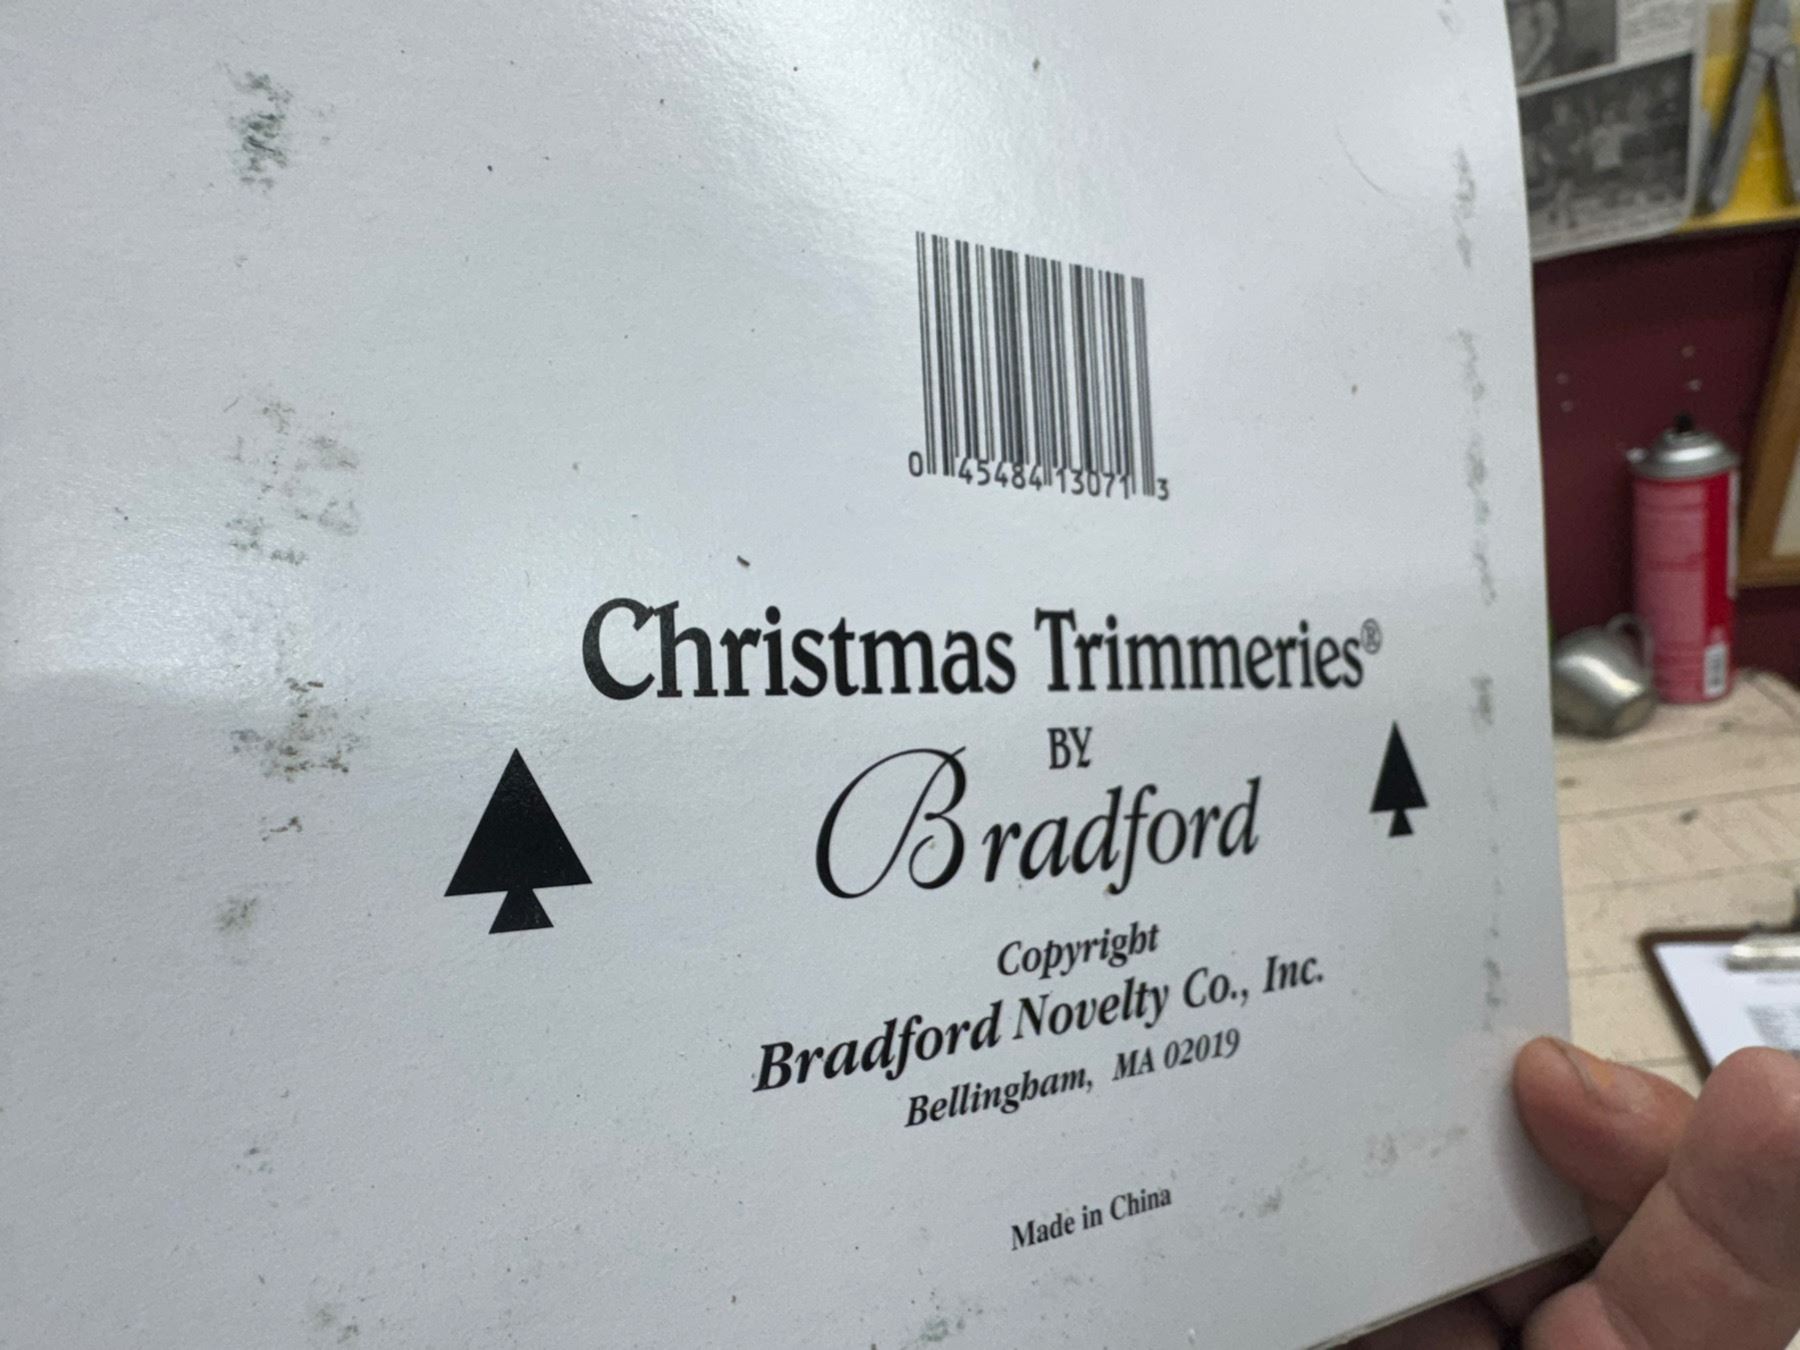 0 45484 13071 3
Christmas Trimmeries®
BY
Bradford
Copyright
Bradford Novelty Co., Inc.
Bellingham, MA 02019
Made in China